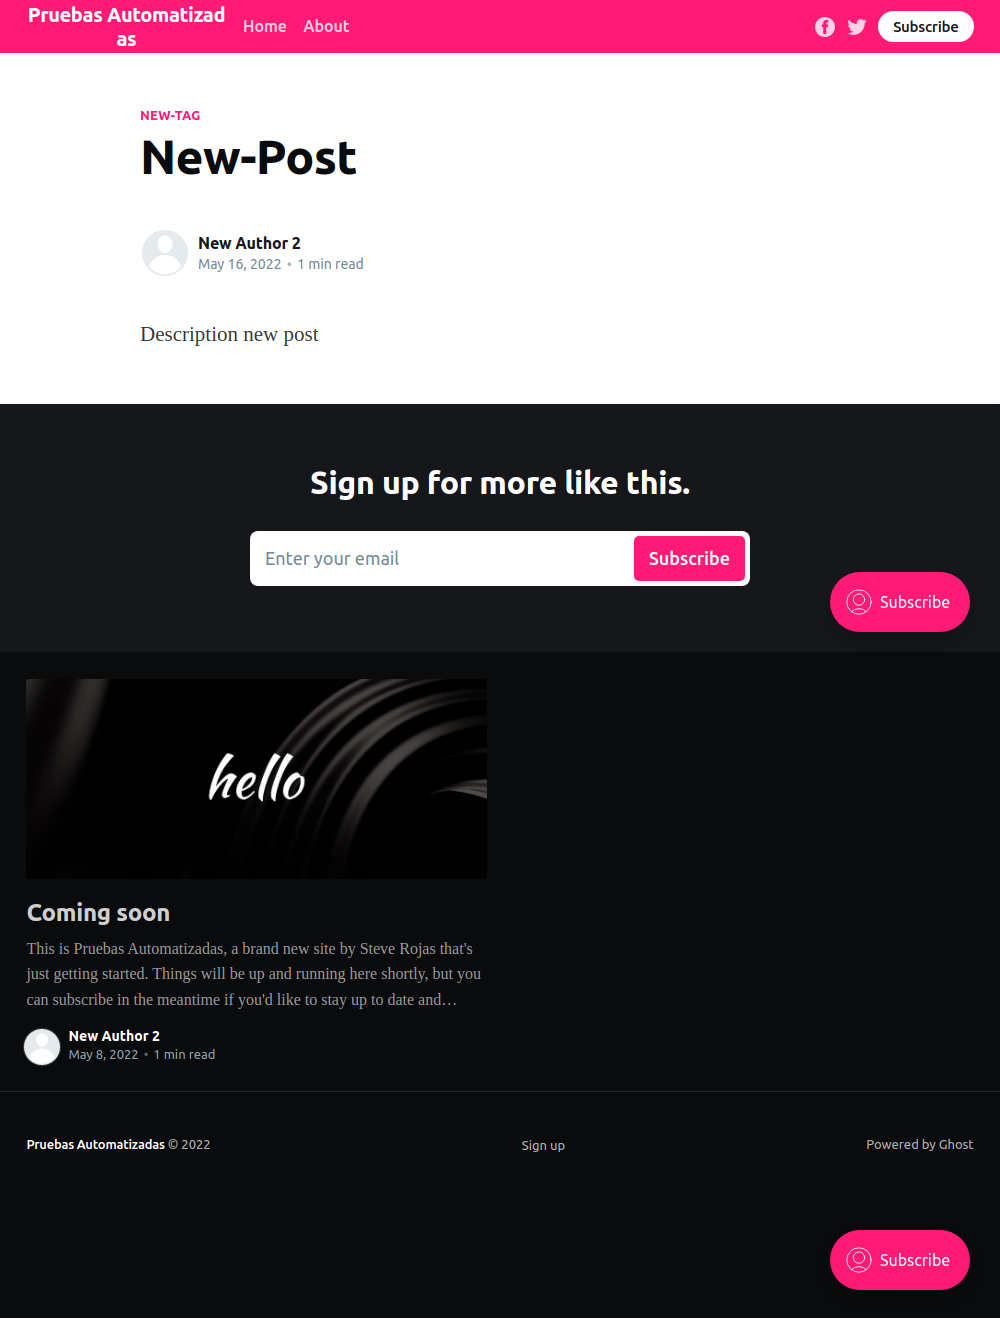 Pruebas Automatizad
as
Home About
Subscribe
NEW-TAG
New-Post
New Author 2
May 16, 2022 • 1 min read
Description new post
Sign up for more like this.
Enter your email
Subscribe
Subscribe
hello
Coming soon
This is Pruebas Automatizadas, a brand new site by Steve Rojas that's
just getting started. Things will be up and running here shortly, but you
can subscribe in the meantime if you'd like to stay up to date and…
New Author 2
May 8, 2022 • 1 min read
Pruebas Automatizadas © 2022
Sign up
Powered by Ghost
Subscribe